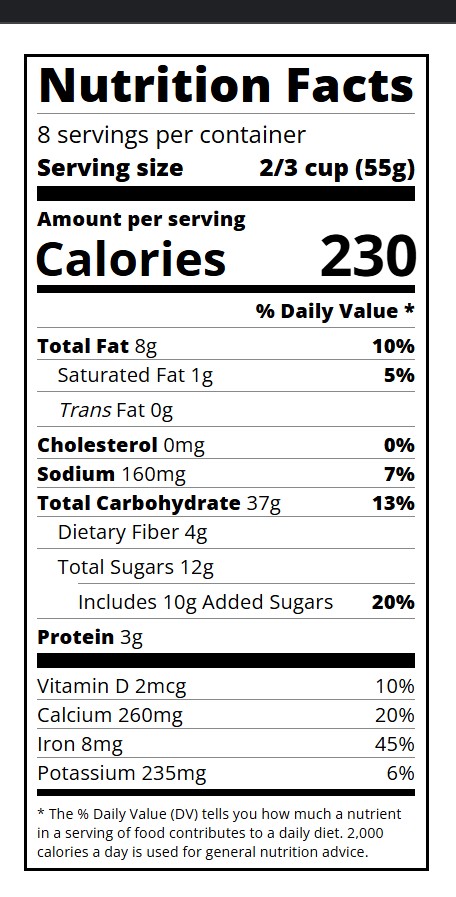 Nutrition Facts
8 servings per container
Serving size 2/3 cup (55g)
Amount per serving
Calories 230
% Daily Value *
Total Fat 8g 10%
Saturated Fat 1g 5%
Trans Fat 0g
Cholesterol 0mg 0%
Sodium 160mg 7%
Total Carbohydrate 37g 13%
Dietary Fiber 4g
Total Sugars 12g
Includes 10g Added Sugars 20%
Protein 3g
Vitamin D 2mcg 10%
Calcium 260mg 20%
Iron 8mg 45%
Potassium 235mg 6%
* The % Daily Value (DV) tells you how much a nutrient
in a serving of food contributes to a daily diet. 2,000
calories a day is used for general nutrition advice.